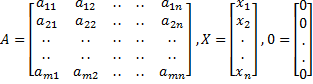 A = [a₁₁ a₁₂ .. .. a₁ₙ
a₂₁ a₂₂ .. .. a₂ₙ
.. .. .. .. ..
.. .. .. .. ..
aₘ₁ aₘ₂ .. .. aₘₙ], X = [x₁
x₂
..
..
xₙ], 0 = [0
0
.
.
0]